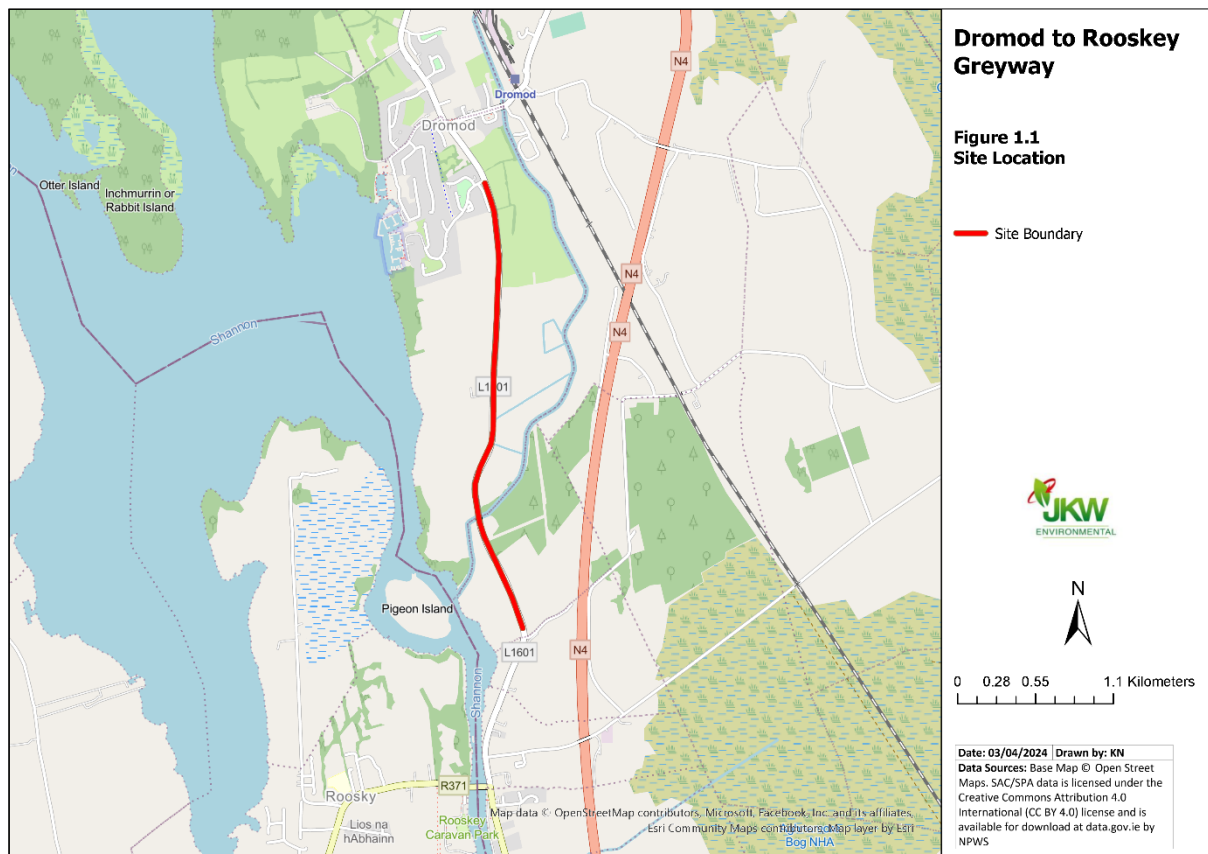 N4
Dromod
Dromod
Otter Island
Inchmurrin or
Rabbit Island
Shannon
N4
N4
L1601
Pigeon Island
L1601
N4
Shannon
R371
Roosky
Lios na
hAbhainn
Rooskey
Caravan Park
Map data © OpenStreetMap contributors, Microsoft, Facebook, Inc. and its affiliates,
Esri Community Maps contributors, Map layer by Esri
Bog NHA
Dromod to Rooskey
Greyway
Figure 1.1
Site Location
Site Boundary
JKW
ENVIRONMENTAL
N
0 0.28 0.55 1.1 Kilometers
Date: 03/04/2024 Drawn by: KN
Data Sources: Base Map © Open Street
Maps. SAC/SPA data is licensed under the
Creative Commons Attribution 4.0
International (CC BY 4.0) license and is
available for download at data.gov.ie by
NPWS